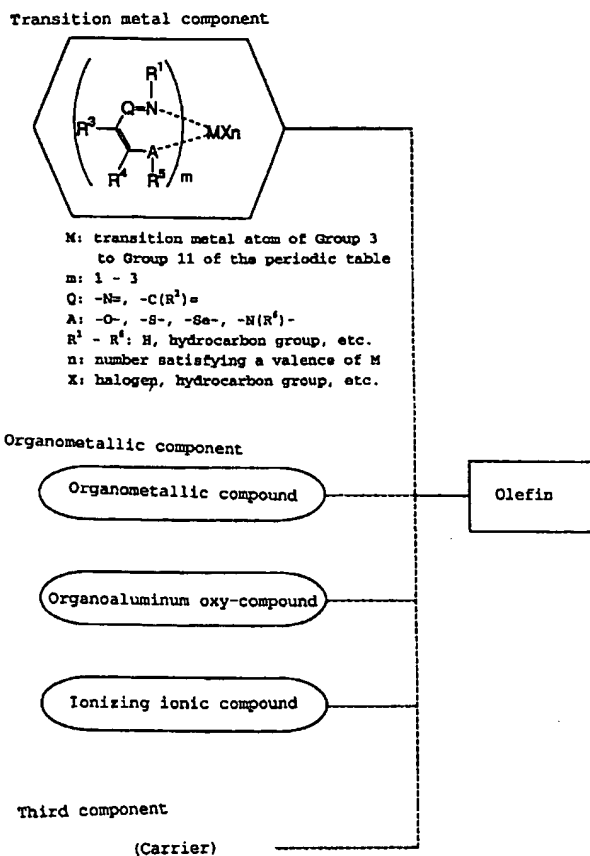 Transition metal component
R¹
Q=N
R³
MXn
A
R⁴
R⁵
m
M: transition metal atom of Group 3
to Group 11 of the periodic table
m: 1 - 3
Q: -N=, -C(R²)=
A: -O-, -S-, -Se-, -N(R⁶)-
R¹ - R⁶: H, hydrocarbon group, etc.
n: number satisfying a valence of M
X: halogen, hydrocarbon group, etc.
Organometallic component
Organometallic compound
Olefin
Organoaluminum oxy-compound
Ionizing ionic compound
Third component
(Carrier)